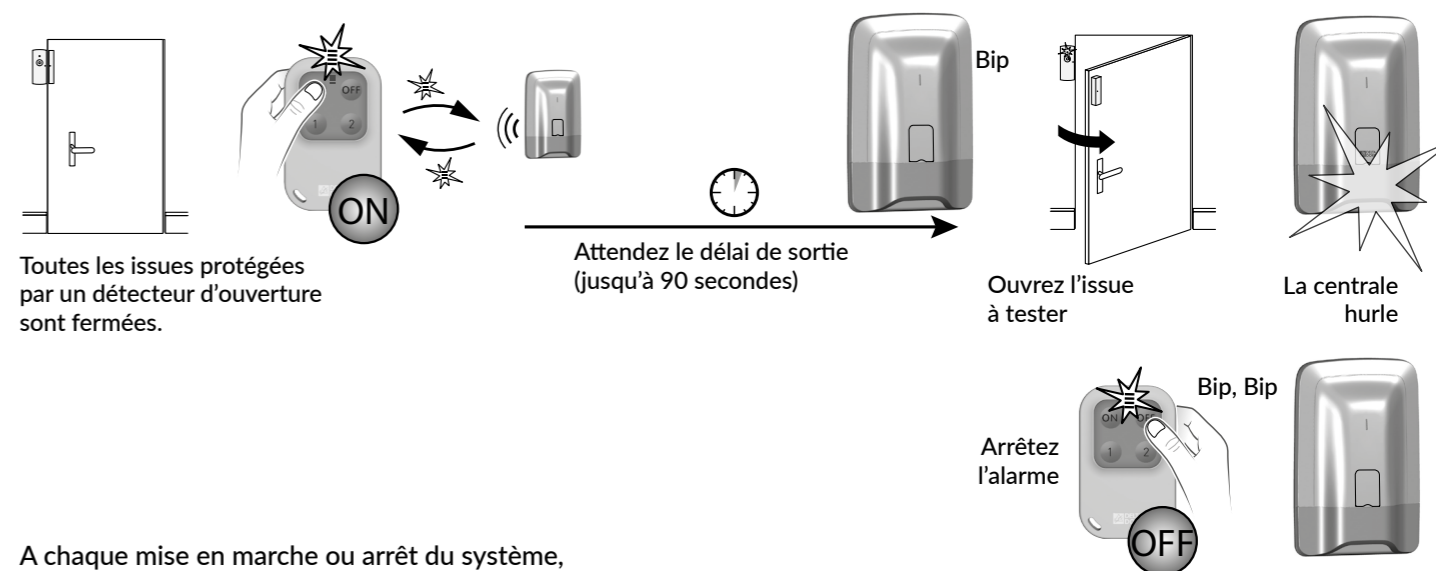 OFF
1 2
ON
Toutes les issues protégées
par un détecteur d'ouverture
sont fermées.
Attendez le délai de sortie
(jusqu'à 90 secondes)
Bip
Ouvrez l'issue
à tester
La centrale
hurle
Bip, Bip
ON OFF
1 2
Arrêtez
l'alarme
OFF
A chaque mise en marche ou arrêt du système,